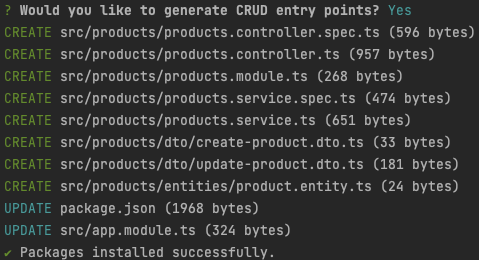 ? Would you like to generate CRUD entry points? Yes
CREATE src/products/products.controller.spec.ts (596 bytes)
CREATE src/products/products.controller.ts (957 bytes)
CREATE src/products/products.module.ts (268 bytes)
CREATE src/products/products.service.spec.ts (474 bytes)
CREATE src/products/products.service.ts (651 bytes)
CREATE src/products/dto/create-product.dto.ts (33 bytes)
CREATE src/products/dto/update-product.dto.ts (181 bytes)
CREATE src/products/entities/product.entity.ts (24 bytes)
UPDATE package.json (1968 bytes)
UPDATE src/app.module.ts (324 bytes)
✔ Packages installed successfully.